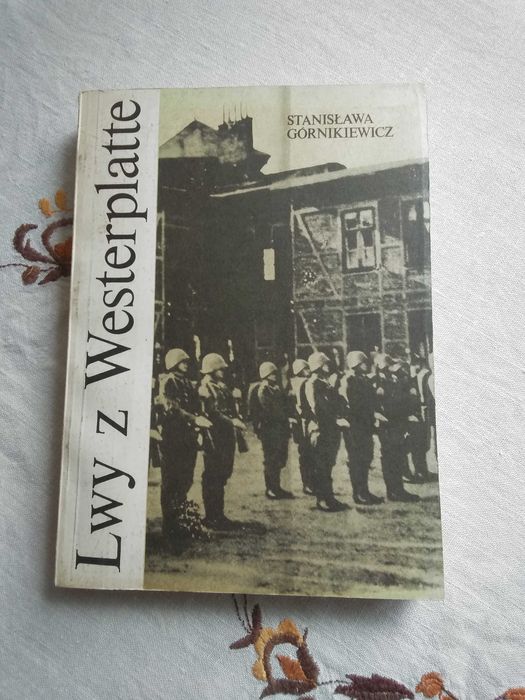 STANISŁAWA
GÓRNIKIEWICZ
Lwy z Westerplatte